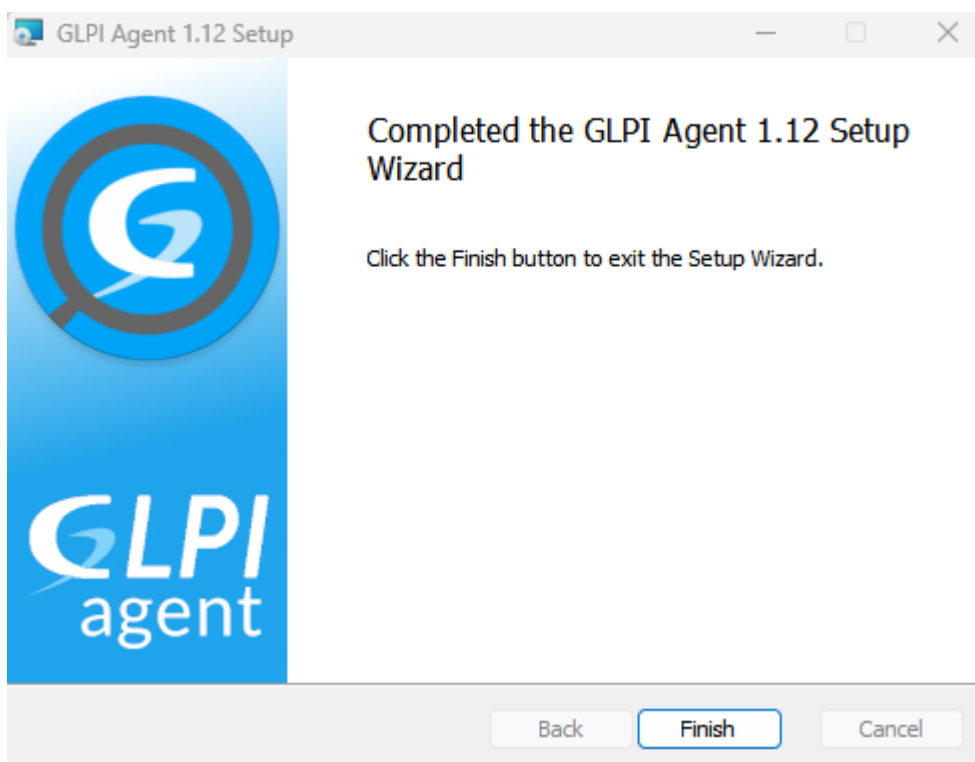 GLPI Agent 1.12 Setup
Completed the GLPI Agent 1.12 Setup
Wizard
Click the Finish button to exit the Setup Wizard.
GLPI
agent
Back
Finish
Cancel